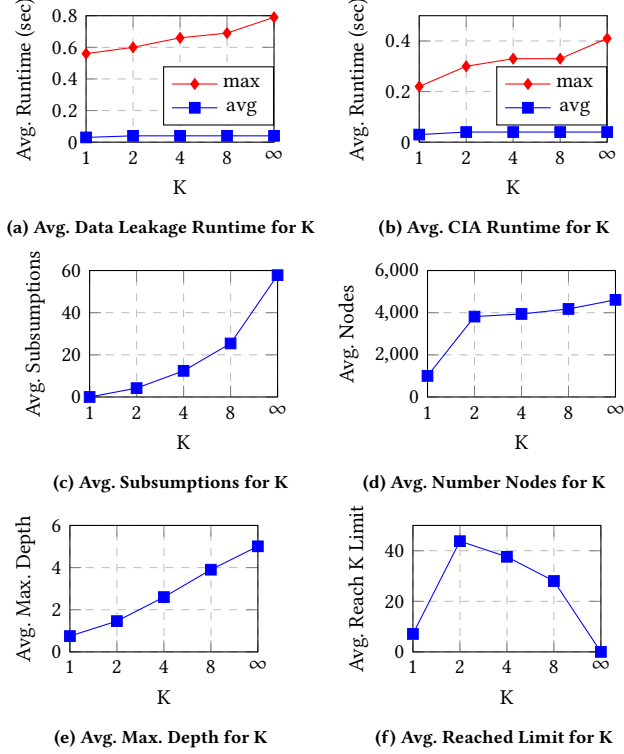 Avg. Runtime (sec)
0.8
0.6
0.4
0.2
0
max
avg
1 2 4 8 ∞
K
(a) Avg. Data Leakage Runtime for K
Avg. Runtime (sec)
0.4
0.2
0
max
avg
1 2 4 8 ∞
K
(b) Avg. CIA Runtime for K
Avg. Subsumptions
60
40
20
0
1 2 4 8 ∞
K
(c) Avg. Subsumptions for K
Avg. Nodes
6,000
4,000
2,000
0
1 2 4 8 ∞
K
(d) Avg. Number Nodes for K
Avg. Max. Depth
6
4
2
0
1 2 4 8 ∞
K
(e) Avg. Max. Depth for K
Avg. Reach K Limit
40
20
0
1 2 4 8 ∞
K
(f) Avg. Reached Limit for K